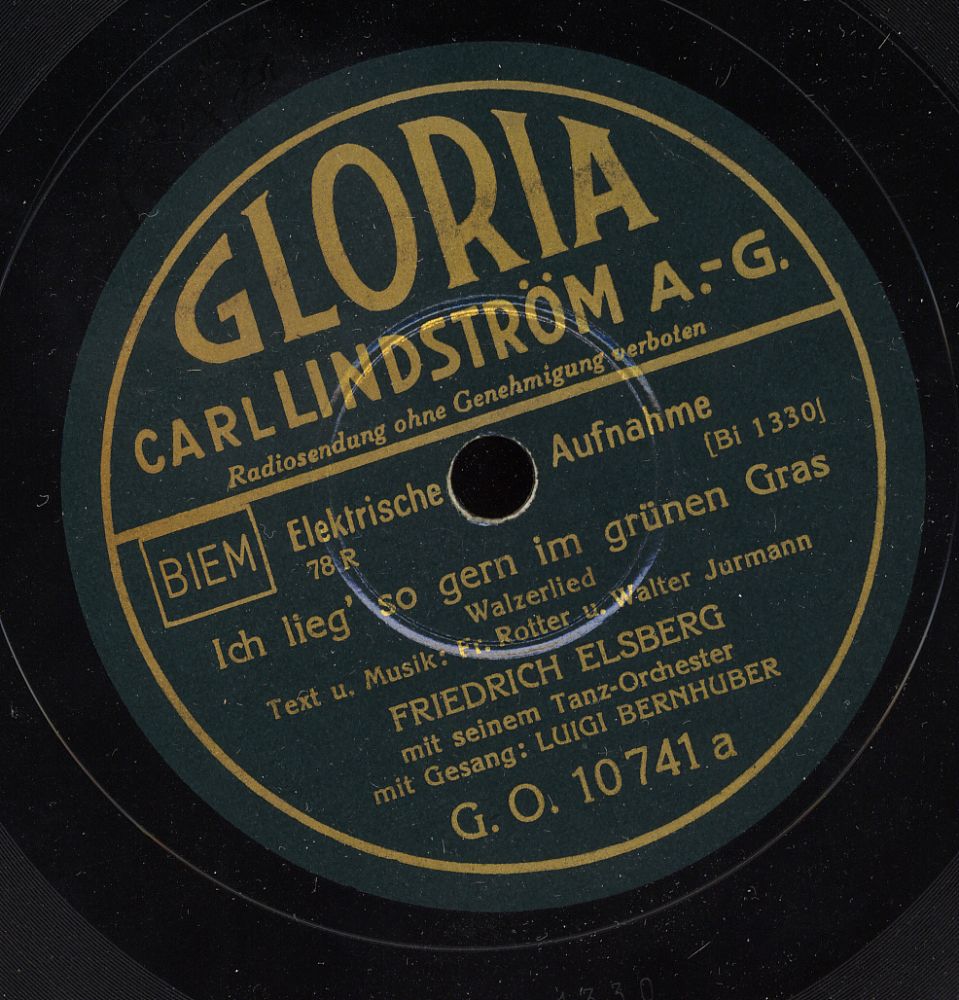 GLORIA
CARL LINDSTRÖM A.-G.
Radiosendung ohne Genehmigung verboten
BIEM
Elektrische Aufnahme
78 R
[Bi 1330]
Ich lieg' so gern im grünen Gras
Walzerlied
Text u. Musik: Fr. Rotter u. Walter Jurmann
FRIEDRICH ELSBERG
mit seinem Tanz-Orchester
mit Gesang: LUIGI BERNHUBER
G. O. 10741 a
1330